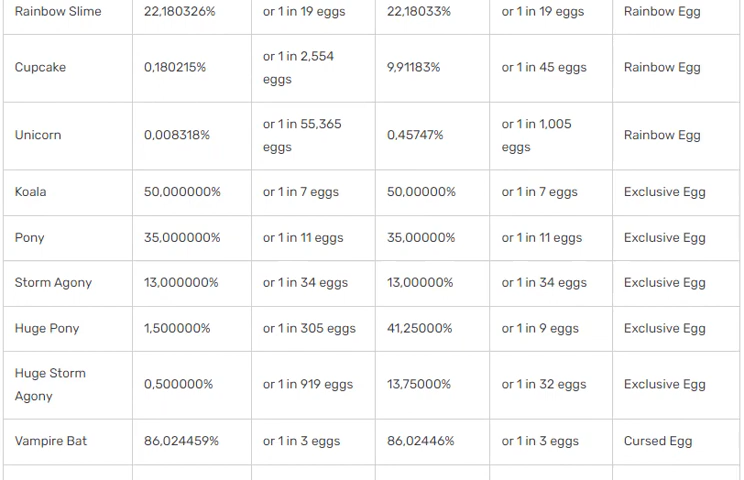 Rainbow Slime 22,180326% or 1 in 19 eggs 22,18033% or 1 in 19 eggs Rainbow Egg
Cupcake 0,180215% or 1 in 2,554 eggs 9,91183% or 1 in 45 eggs Rainbow Egg
Unicorn 0,008318% or 1 in 55,365 eggs 0,45747% or 1 in 1,005 eggs Rainbow Egg
Koala 50,000000% or 1 in 7 eggs 50,00000% or 1 in 7 eggs Exclusive Egg
Pony 35,000000% or 1 in 11 eggs 35,00000% or 1 in 11 eggs Exclusive Egg
Storm Agony 13,000000% or 1 in 34 eggs 13,00000% or 1 in 34 eggs Exclusive Egg
Huge Pony 1,500000% or 1 in 305 eggs 41,25000% or 1 in 9 eggs Exclusive Egg
Huge Storm Agony 0,500000% or 1 in 919 eggs 13,75000% or 1 in 32 eggs Exclusive Egg
Vampire Bat 86,024459% or 1 in 3 eggs 86,02446% or 1 in 3 eggs Cursed Egg